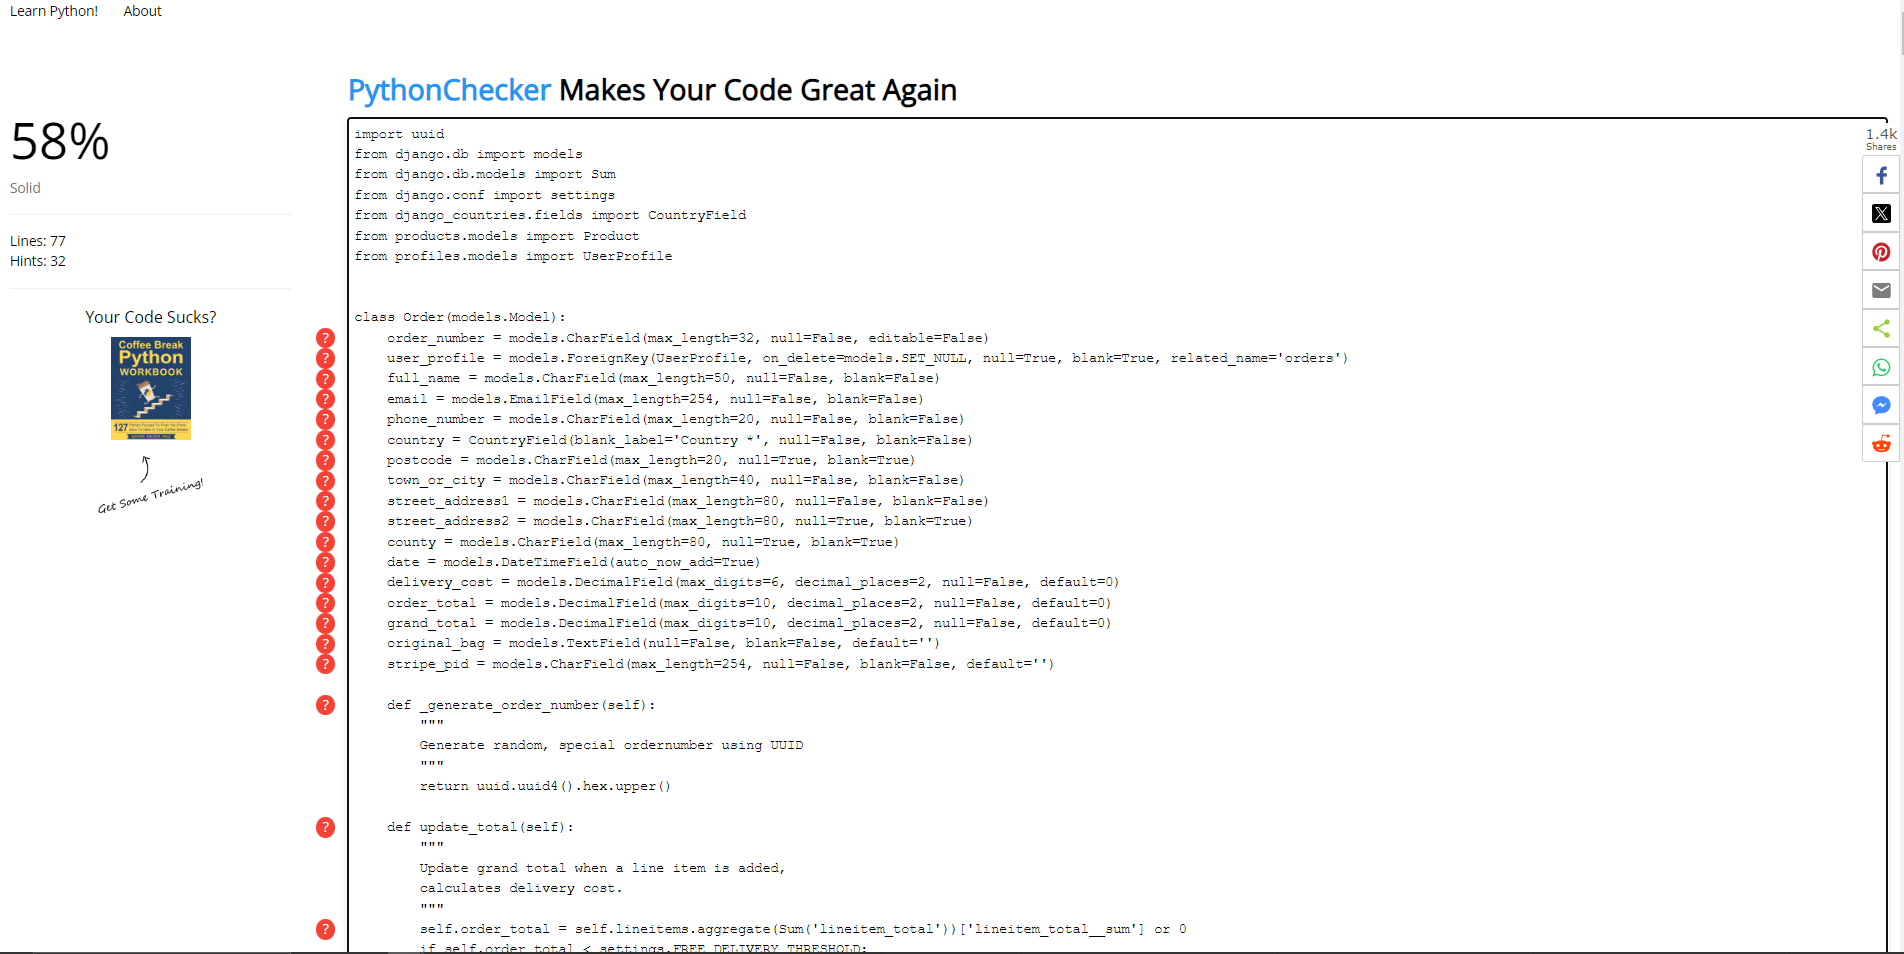 Learn Python! About
PythonChecker Makes Your Code Great Again
58%
Solid
Lines: 77
Hints: 32
Your Code Sucks?
Coffee Break
Python
WORKBOOK
127
Get Some Training!
import uuid
from django.db import models
from django.db.models import Sum
from django.conf import settings
from django_countries.fields import CountryField
from products.models import Product
from profiles.models import UserProfile
class Order(models.Model):
? order_number = models.CharField(max_length=32, null=False, editable=False)
? user_profile = models.ForeignKey(UserProfile, on_delete=models.SET_NULL, null=True, blank=True, related_name='orders')
? full_name = models.CharField(max_length=50, null=False, blank=False)
? email = models.EmailField(max_length=254, null=False, blank=False)
? phone_number = models.CharField(max_length=20, null=False, blank=False)
? country = CountryField(blank_label='Country *', null=False, blank=False)
? postcode = models.CharField(max_length=20, null=True, blank=True)
? town_or_city = models.CharField(max_length=40, null=False, blank=False)
? street_address1 = models.CharField(max_length=80, null=False, blank=False)
? street_address2 = models.CharField(max_length=80, null=True, blank=True)
? county = models.CharField(max_length=80, null=True, blank=True)
? date = models.DateTimeField(auto_now_add=True)
? delivery_cost = models.DecimalField(max_digits=6, decimal_places=2, null=False, default=0)
? order_total = models.DecimalField(max_digits=10, decimal_places=2, null=False, default=0)
? grand_total = models.DecimalField(max_digits=10, decimal_places=2, null=False, default=0)
? original_bag = models.TextField(null=False, blank=False, default='')
? stripe_pid = models.CharField(max_length=254, null=False, blank=False, default='')
? def _generate_order_number(self):
"""
Generate random, special ordernumber using UUID
"""
return uuid.uuid4().hex.upper()
? def update_total(self):
"""
Update grand total when a line item is added,
calculates delivery cost.
"""
? self.order_total = self.lineitems.aggregate(Sum('lineitem_total'))['lineitem_total__sum'] or 0
if self.order_total < settings.FREE_DELIVERY_THRESHOLD:
1.4k
Shares